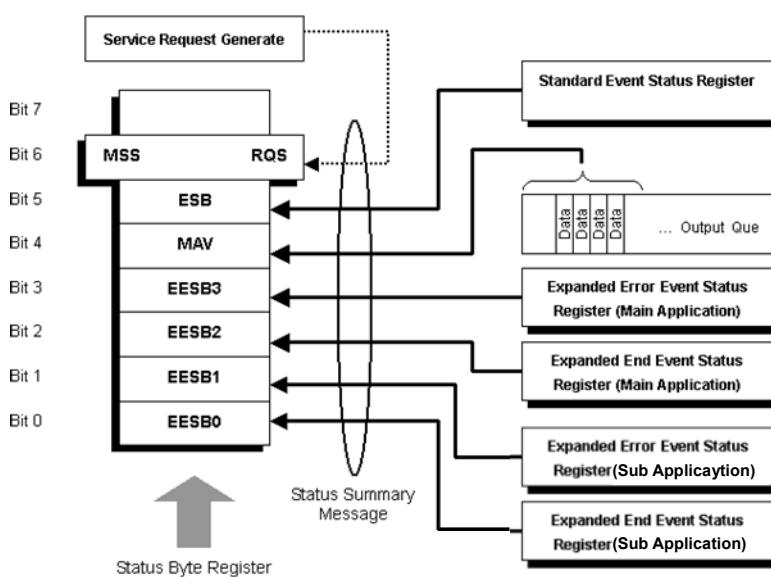 Service Request Generate
Standard Event Status Register
Bit 7
Bit 6
MSS RQS
Bit 5
ESB
Data Data Data Data ... Output Que
Bit 4
MAV
Bit 3
EESB3
Expanded Error Event Status
Register (Main Application)
Bit 2
EESB2
Expanded End Event Status
Register (Main Application)
Bit 1
EESB1
Bit 0
EESB0
Expanded Error Event Status
Register(Sub Applicaytion)
Status Summary
Message
Expanded End Event Status
Register(Sub Application)
Status Byte Register